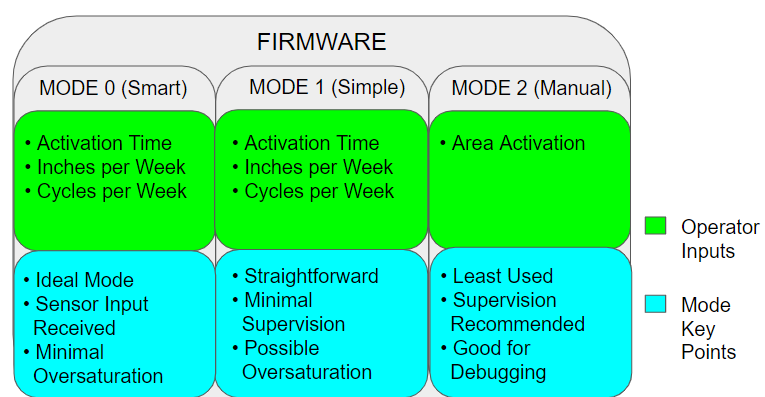 FIRMWARE
MODE 0 (Smart)
• Activation Time
• Inches per Week
• Cycles per Week
• Ideal Mode
• Sensor Input
Received
• Minimal
Oversaturation
MODE 1 (Simple)
• Activation Time
• Inches per Week
• Cycles per Week
• Straightforward
• Minimal
Supervision
• Possible
Oversaturation
MODE 2 (Manual)
• Area Activation
• Least Used
• Supervision
Recommended
• Good for
Debugging
Operator
Inputs
Mode
Key
Points